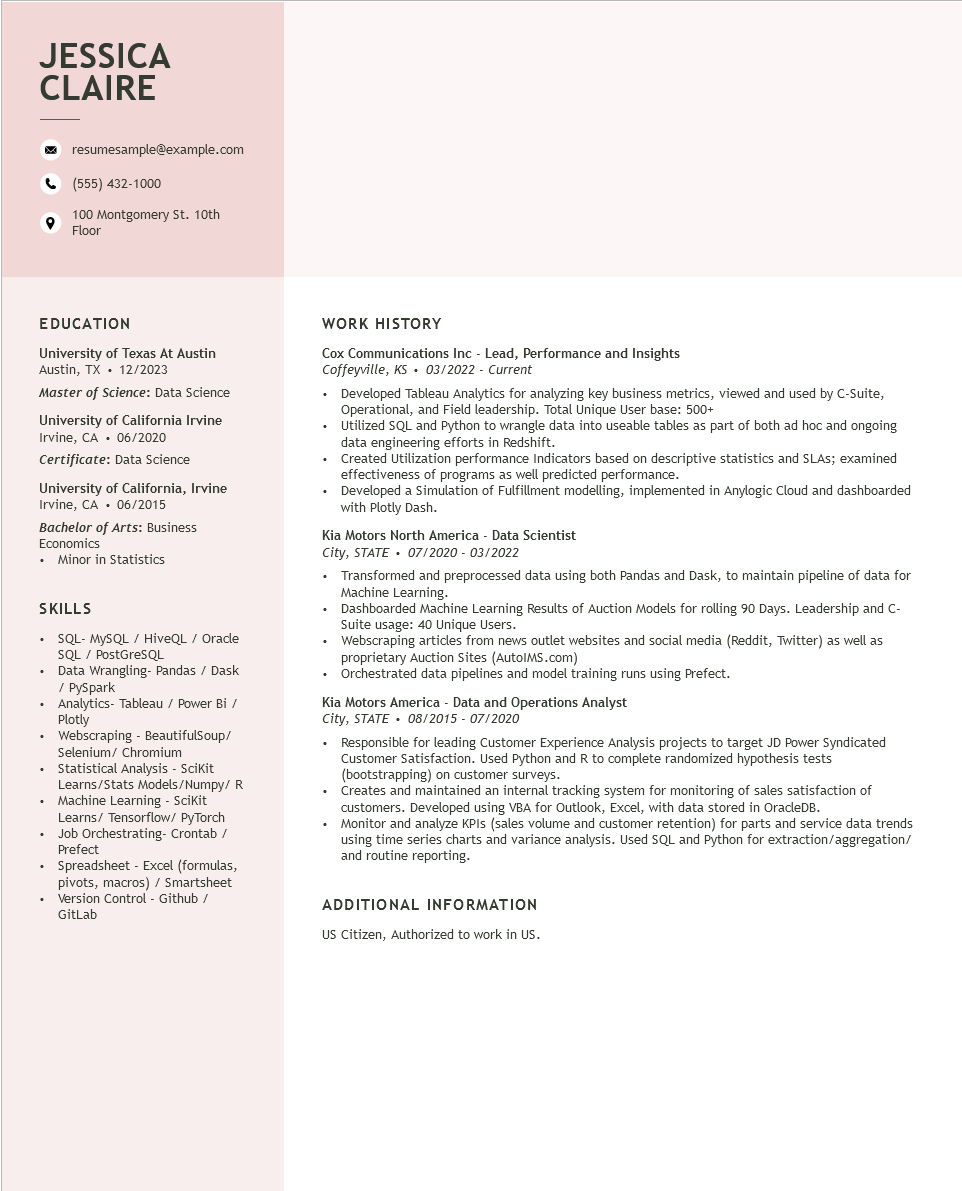 JESSICA
CLAIRE
resumesample@example.com
(555) 432-1000
100 Montgomery St. 10th
Floor
EDUCATION
University of Texas At Austin
Austin, TX • 12/2023
Master of Science: Data Science
University of California Irvine
Irvine, CA • 06/2020
Certificate: Data Science
University of California, Irvine
Irvine, CA • 06/2015
Bachelor of Arts: Business
Economics
• Minor in Statistics
SKILLS
• SQL- MySQL / HiveQL / Oracle
SQL / PostGreSQL
• Data Wrangling- Pandas / Dask
/ PySpark
• Analytics- Tableau / Power Bi /
Plotly
• Webscraping - BeautifulSoup/
Selenium/ Chromium
• Statistical Analysis - SciKit
Learns/Stats Models/Numpy/ R
• Machine Learning - SciKit
Learns/ Tensorflow/ PyTorch
• Job Orchestrating- Crontab /
Prefect
• Spreadsheet - Excel (formulas,
pivots, macros) / Smartsheet
• Version Control - Github /
GitLab
WORK HISTORY
Cox Communications Inc - Lead, Performance and Insights
Coffeyville, KS • 03/2022 - Current
• Developed Tableau Analytics for analyzing key business metrics, viewed and used by C-Suite,
Operational, and Field leadership. Total Unique User base: 500+
• Utilized SQL and Python to wrangle data into useable tables as part of both ad hoc and ongoing
data engineering efforts in Redshift.
• Created Utilization performance Indicators based on descriptive statistics and SLAs; examined
effectiveness of programs as well predicted performance.
• Developed a Simulation of Fulfillment modelling, implemented in Anylogic Cloud and dashboarded
with Plotly Dash.
Kia Motors North America - Data Scientist
City, STATE • 07/2020 - 03/2022
• Transformed and preprocessed data using both Pandas and Dask, to maintain pipeline of data for
Machine Learning.
• Dashboarded Machine Learning Results of Auction Models for rolling 90 Days. Leadership and C-
Suite usage: 40 Unique Users.
• Webscraping articles from news outlet websites and social media (Reddit, Twitter) as well as
proprietary Auction Sites (AutoIMS.com)
• Orchestrated data pipelines and model training runs using Prefect.
Kia Motors America - Data and Operations Analyst
City, STATE • 08/2015 - 07/2020
• Responsible for leading Customer Experience Analysis projects to target JD Power Syndicated
Customer Satisfaction. Used Python and R to complete randomized hypothesis tests
(bootstrapping) on customer surveys.
• Creates and maintained an internal tracking system for monitoring of sales satisfaction of
customers. Developed using VBA for Outlook, Excel, with data stored in OracleDB.
• Monitor and analyze KPIs (sales volume and customer retention) for parts and service data trends
using time series charts and variance analysis. Used SQL and Python for extraction/aggregation/
and routine reporting.
ADDITIONAL INFORMATION
US Citizen, Authorized to work in US.